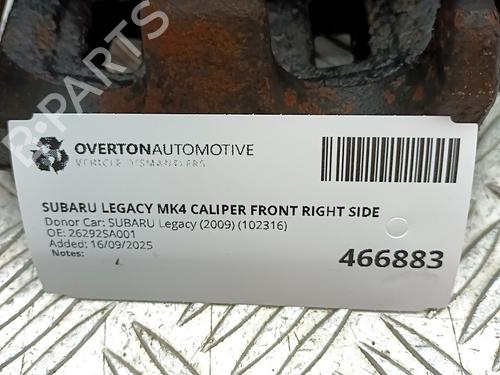 OVERTONAUTOMOTIVE
VEHICLE DISMANTLERS
SUBARU LEGACY MK4 CALIPER FRONT RIGHT SIDE
Donor Car: SUBARU Legacy (2009) (102316)
OE: 26292SA001
Added: 16/09/2025
Notes:
466883
R-PARTS